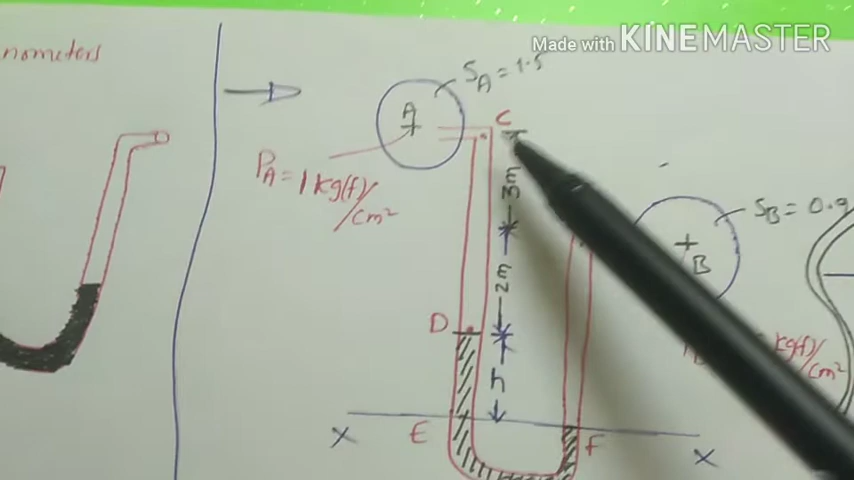 Made with KINEMASTER
nometers
S_A = 1.5
A
C
P_A = 1 kg(f)/
/cm²
3m
S_B = 0.9
B
2m
D
kg(f)/
/cm²
h
X
E
F
X